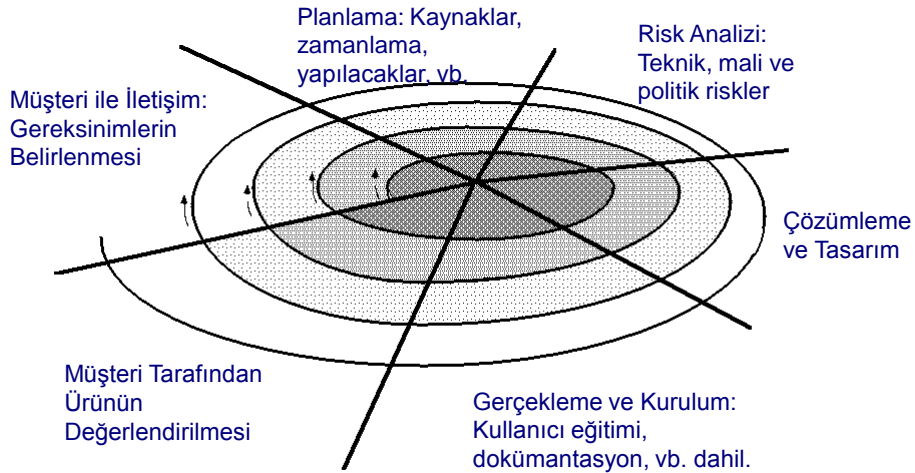 Planlama: Kaynaklar,
zamanlama,
yapılacaklar, vb.
Risk Analizi:
Teknik, mali ve
politik riskler
Müşteri ile İletişim:
Gereksinimlerin
Belirlenmesi
Çözümleme
ve Tasarım
Müşteri Tarafından
Ürünün
Değerlendirilmesi
Gerçekleme ve Kurulum:
Kullanıcı eğitimi,
dokümantasyon, vb. dahil.